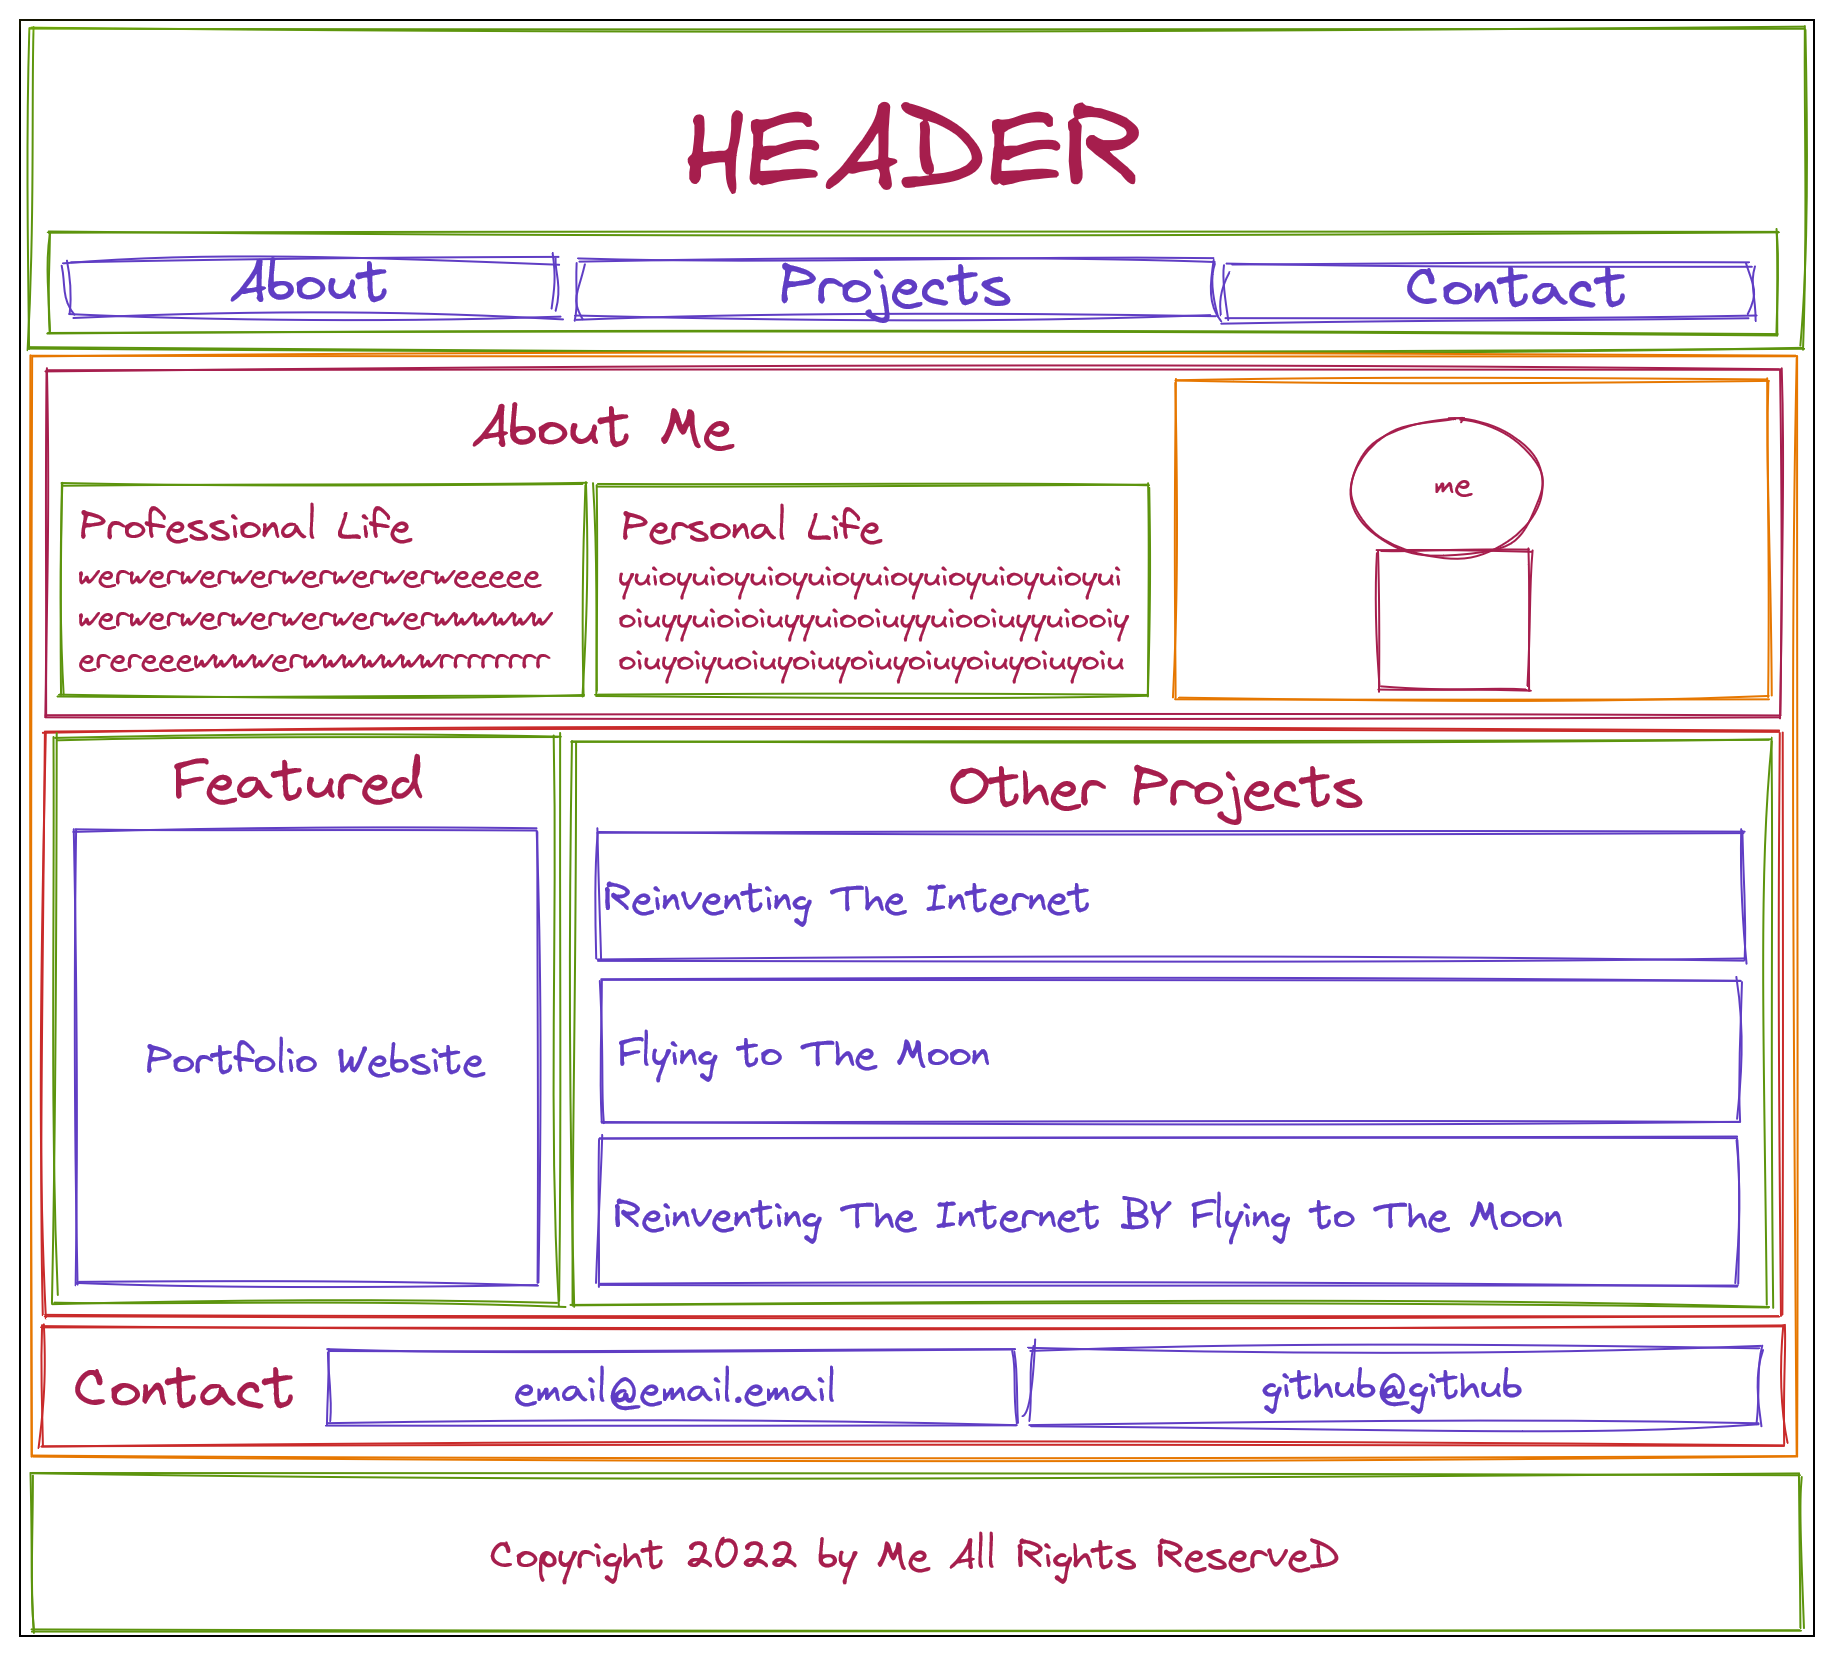 HEADER
About
Projects
Contact
About Me
me
Professional Life
werwerwerwerwerwerwerweeeee
werwerwerwerwerwerwwwww
erereeewwwwerwwwwwwrrrrrrr
Personal Life
yuioyuioyuioyuioyuioyuioyuioyuioyui
oiuyyuioioiuyyuiooiuyyuiooiuyyuiooiy
oiuyoiyuoiuyoiuyoiuyoiuyoiuyoiuyoiu
Featured
Portfolio Website
Other Projects
Reinventing The Internet
Flying to The Moon
Reinventing The Internet BY Flying to The Moon
Contact
email@email.email
github@github
Copyright 2022 by Me All Rights ReserveD